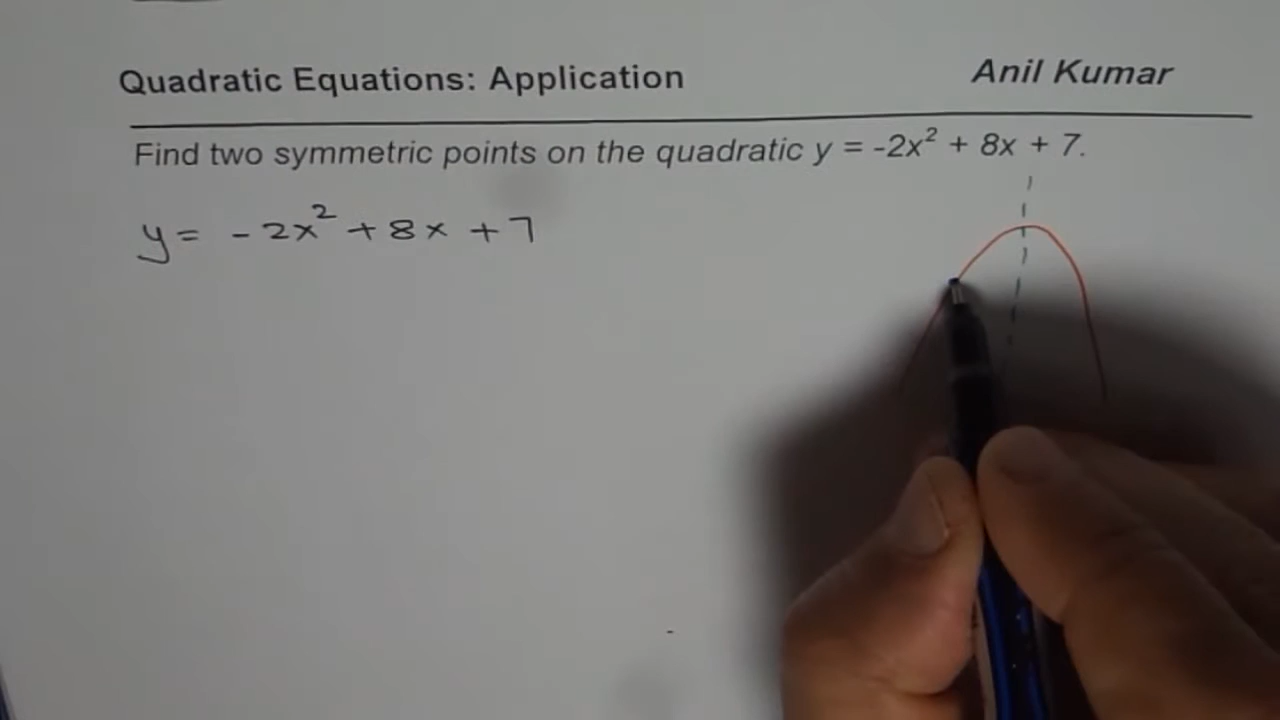 Quadratic Equations: Application Anil Kumar
Find two symmetric points on the quadratic y = -2x² + 8x + 7.
y = -2x² + 8x + 7